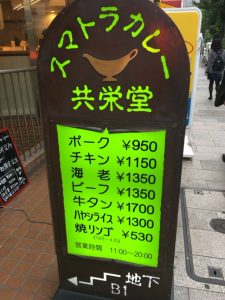 スマトラカレー
共栄堂
ポーク ¥950
チキン ¥1150
海老 ¥1350
ビーフ ¥1350
牛タン ¥1700
ハヤシライス ¥1300
焼リンゴ ¥530
営業時間 11:00~20:00
地下
B1